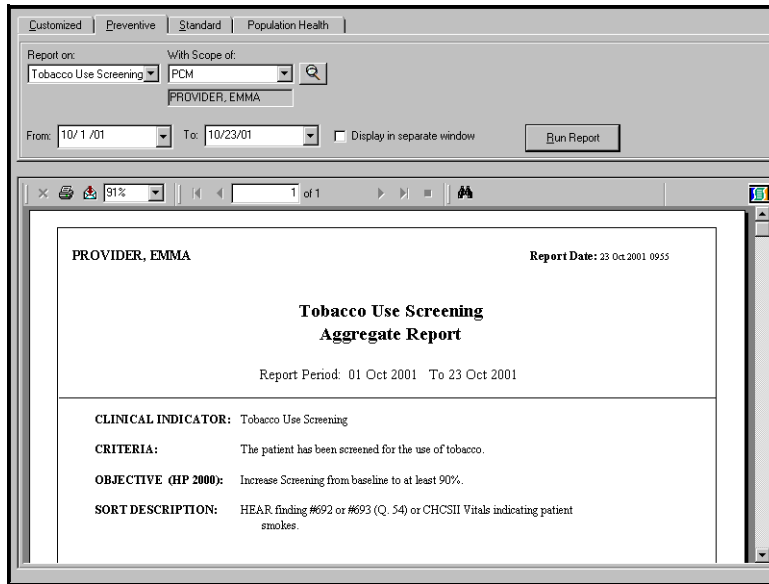 Customized Preventive Standard Population Health
Report on: With Scope of:
Tobacco Use Screening PCM
PROVIDER, EMMA
From: 10/ 1 /01 To: 10/23/01 Display in separate window Run Report
91% 1 of 1
PROVIDER, EMMA Report Date: 23 Oct 2001 0955
Tobacco Use Screening
Aggregate Report
Report Period: 01 Oct 2001 To 23 Oct 2001
CLINICAL INDICATOR: Tobacco Use Screening
CRITERIA: The patient has been screened for the use of tobacco.
OBJECTIVE (HP 2000): Increase Screening from baseline to at least 90%.
SORT DESCRIPTION: HEAR finding #692 or #693 (Q. 54) or CHCSII Vitals indicating patient
smokes.